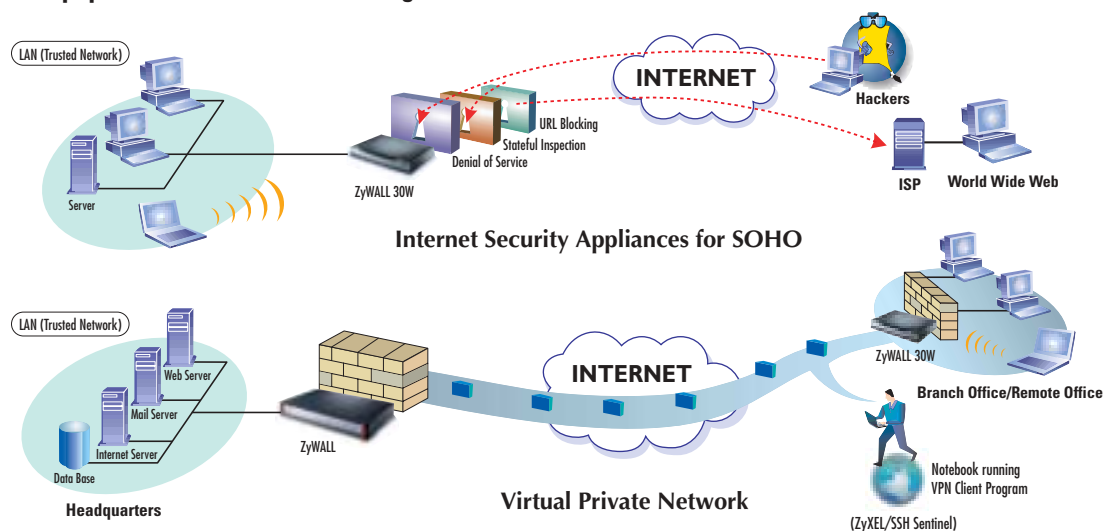 LAN (Trusted Network)
INTERNET
Hackers
URL Blocking
Stateful Inspection
Denial of Service
ZyWALL 30W
Server
ISP
World Wide Web
Internet Security Appliances for SOHO
LAN (Trusted Network)
Web Server
Mail Server
Internet Server
Data Base
Headquarters
ZyWALL
INTERNET
ZyWALL 30W
Branch Office/Remote Office
Notebook running
VPN Client Program
(ZyXEL/SSH Sentinel)
Virtual Private Network